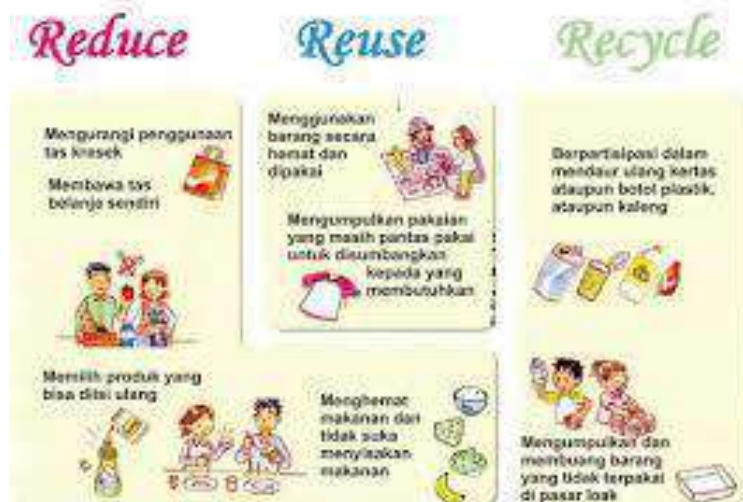 Reduce
Reuse
Recycle
Mengurangi penggunaan
tas kresek
Membawa tas
belanja sendiri
Memilih produk yang
bisa diisi ulang
Menghemat
makanan dan
tidak suka
menyisakan
makanan
Menggunakan
barang secara
hemat dan
dipakai
Mengumpulkan pakaian
yang masih pantas pakai
untuk disumbangkan
kepada yang
membutuhkan
Berpartisipasi dalam
mendaur ulang kertas
ataupun botol plastik,
ataupun kaleng
Mengumpulkan dan
membuang barang
yang tidak terpakai
di pasar loak